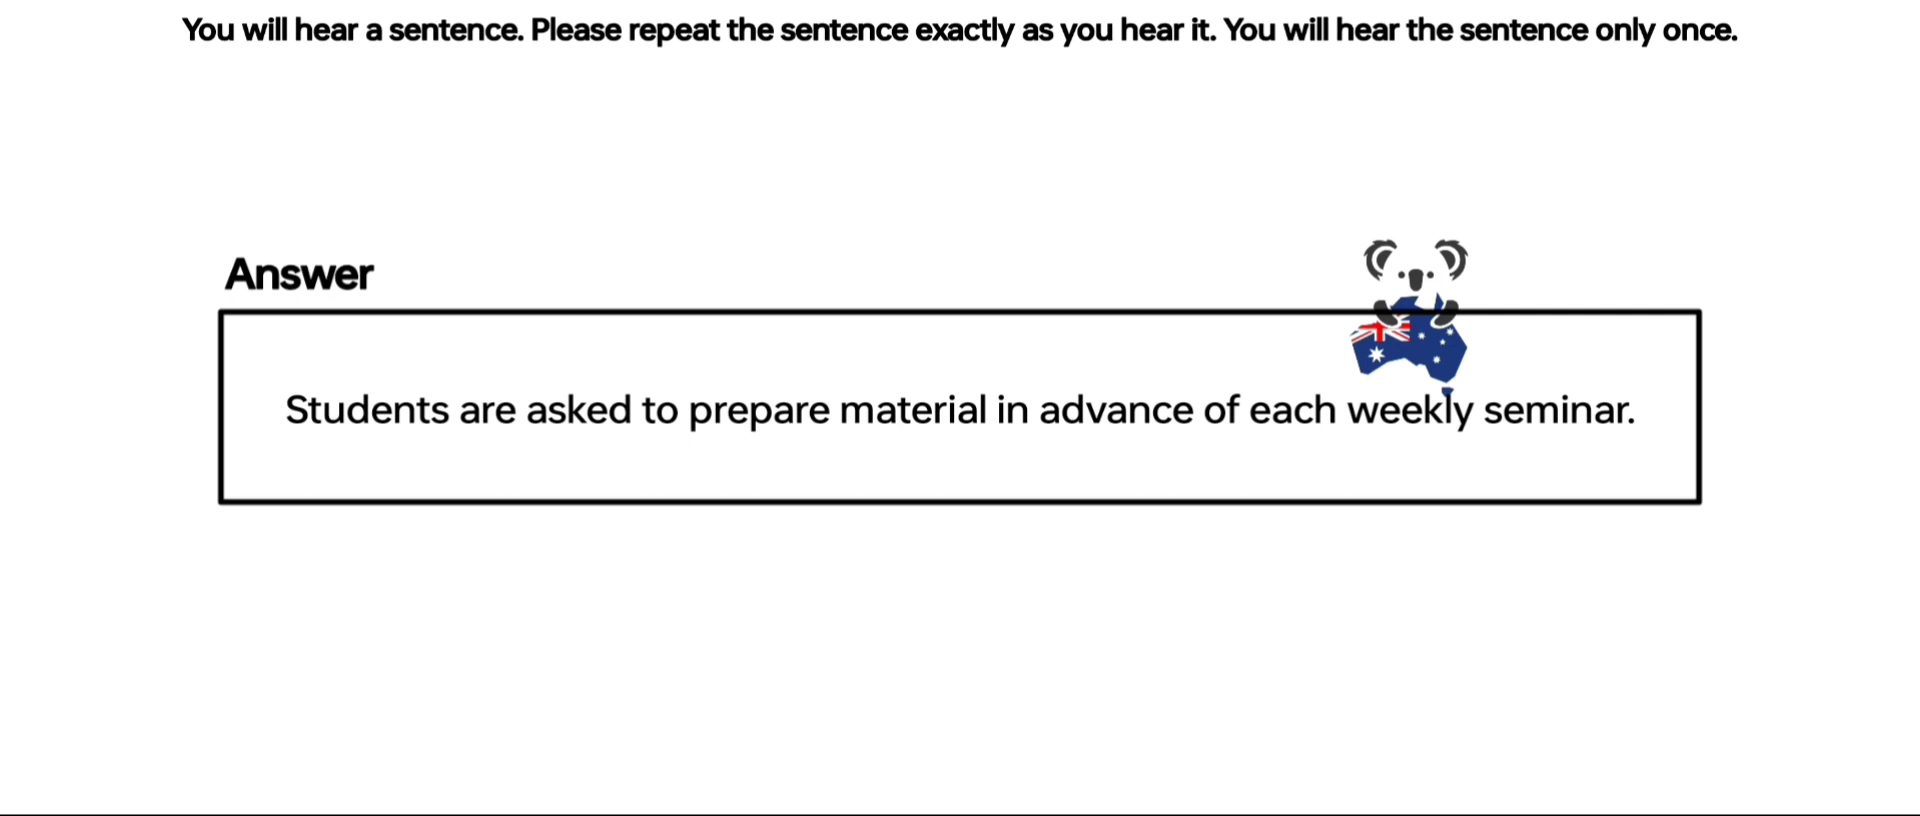 You will hear a sentence. Please repeat the sentence exactly as you hear it. You will hear the sentence only once.
Answer
Students are asked to prepare material in advance of each weekly seminar.